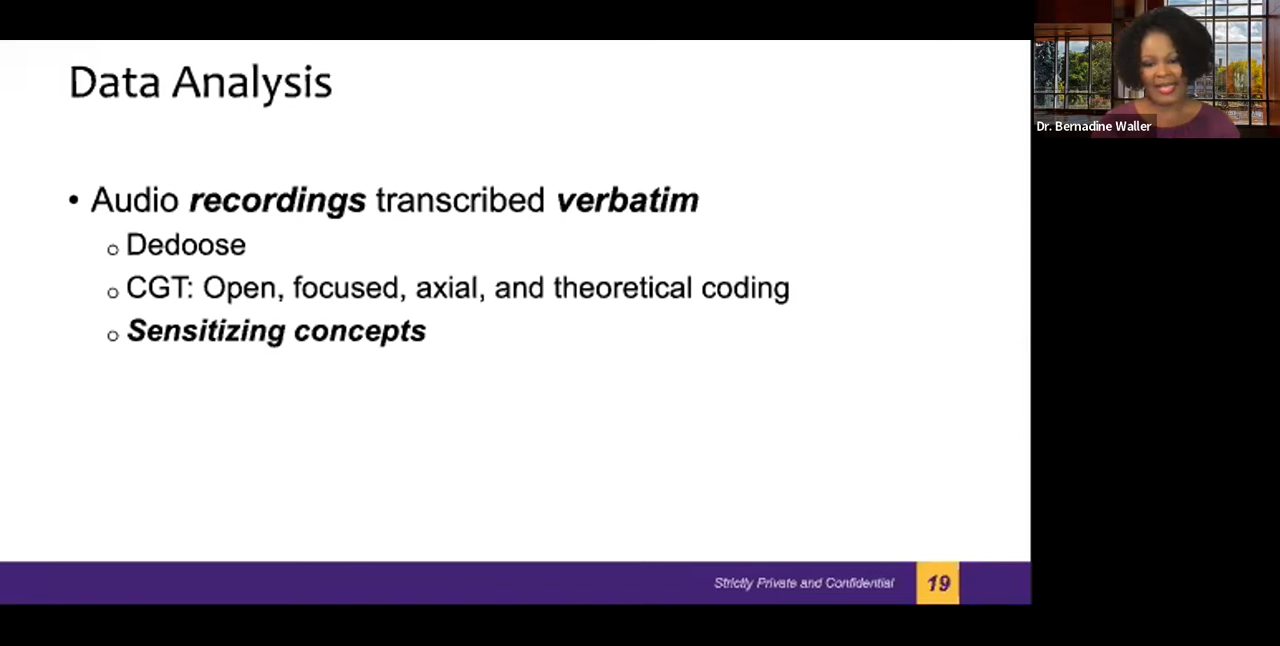 Data Analysis
Dr. Bernadine Waller
• Audio recordings transcribed verbatim
o Dedoose
o CGT: Open, focused, axial, and theoretical coding
o Sensitizing concepts
Strictly Private and Confidential
19